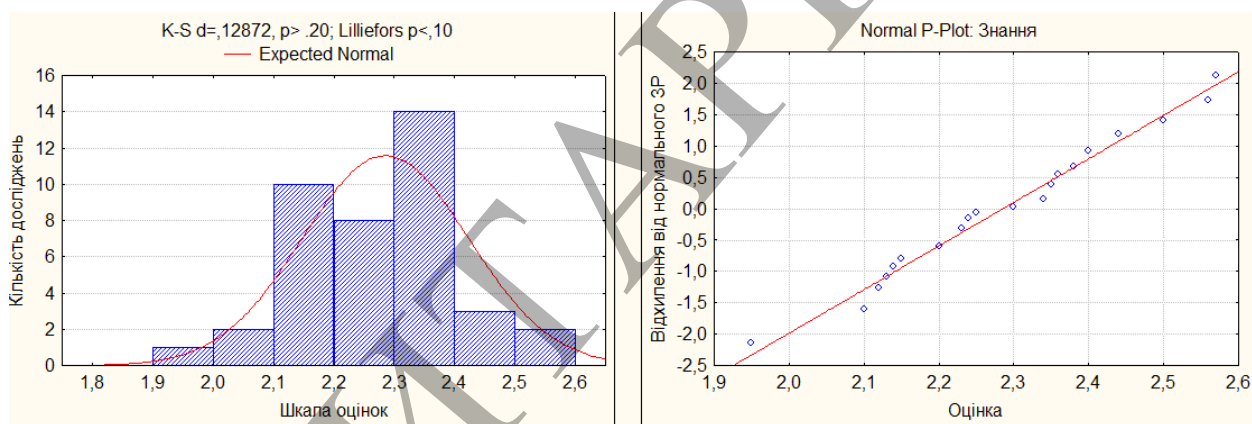 K-S d=,12872, p> .20; Lilliefors p<,10
Expected Normal
Кількість досліджень
16
14
12
10
8
6
4
2
0
1,8 1,9 2,0 2,1 2,2 2,3 2,4 2,5 2,6
Шкала оцінок
Normal P-Plot: Знання
Відхилення від нормального ЗР
2,5
2,0
1,5
1,0
0,5
0,0
-0,5
-1,0
-1,5
-2,0
-2,5
1,9 2,0 2,1 2,2 2,3 2,4 2,5 2,6
Оцінка